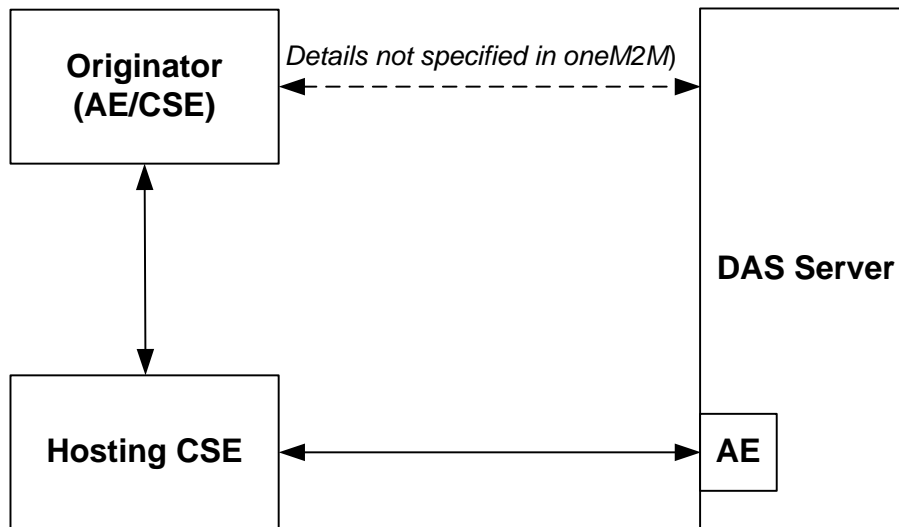 Originator
(AE/CSE)
Details not specified in oneM2M)
DAS Server
Hosting CSE
AE